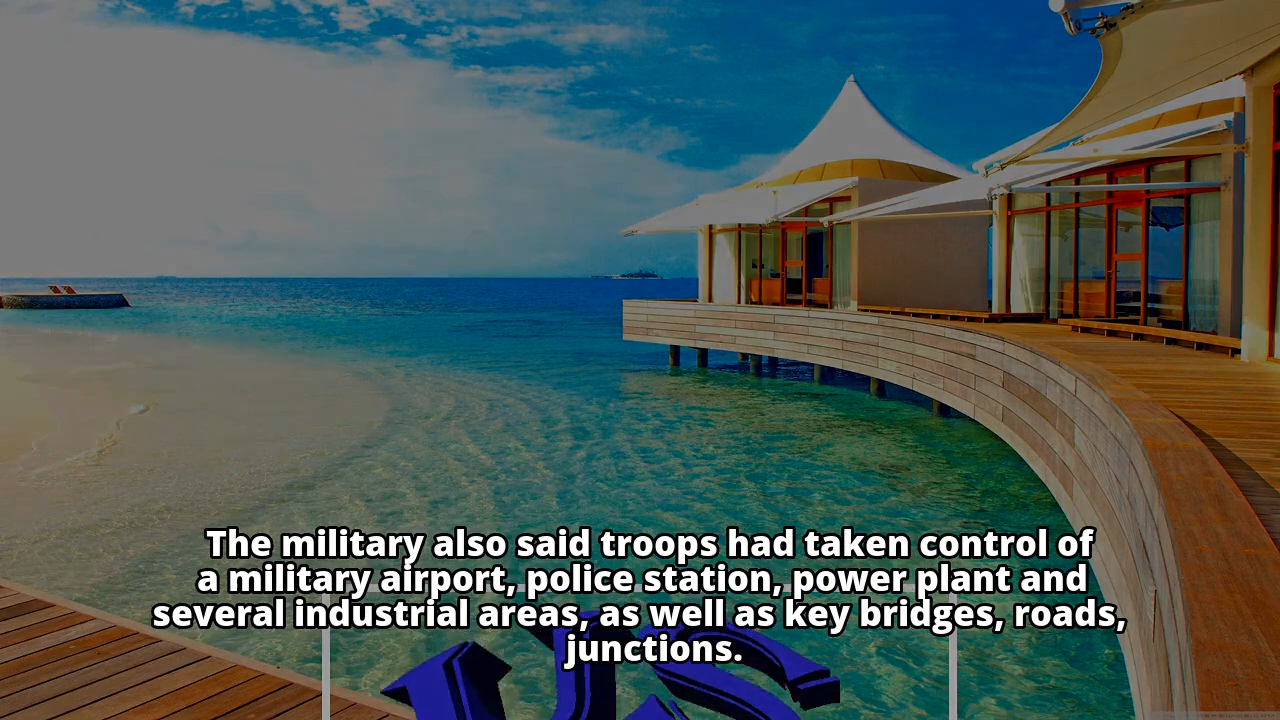 The military also said troops had taken control of
a military airport, police station, power plant and
several industrial areas, as well as key bridges, roads,
junctions.